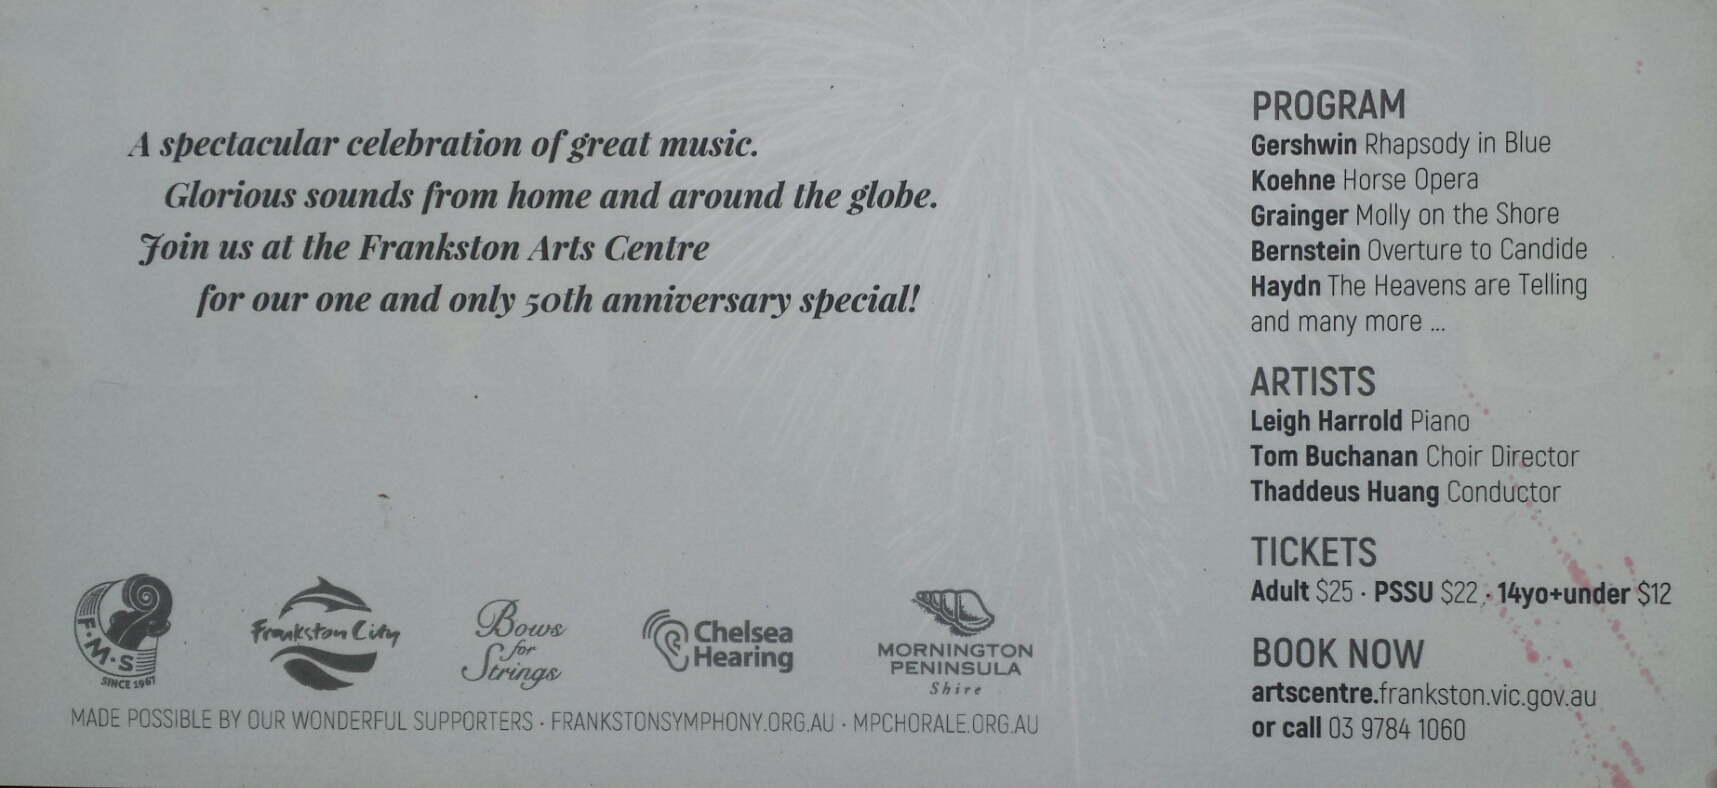 A spectacular celebration of great music.
Glorious sounds from home and around the globe.
Join us at the Frankston Arts Centre
for our one and only 50th anniversary special!
F·M·S
SINCE 1967
Frankston City
Bows
for
Strings
Chelsea
Hearing
MORNINGTON
PENINSULA
Shire
MADE POSSIBLE BY OUR WONDERFUL SUPPORTERS · FRANKSTONSYMPHONY.ORG.AU · MPCHORALE.ORG.AU
PROGRAM
Gershwin Rhapsody in Blue
Koehne Horse Opera
Grainger Molly on the Shore
Bernstein Overture to Candide
Haydn The Heavens are Telling
and many more ...
ARTISTS
Leigh Harrold Piano
Tom Buchanan Choir Director
Thaddeus Huang Conductor
TICKETS
Adult $25 · PSSU $22 · 14yo+under $12
BOOK NOW
artscentre.frankston.vic.gov.au
or call 03 9784 1060